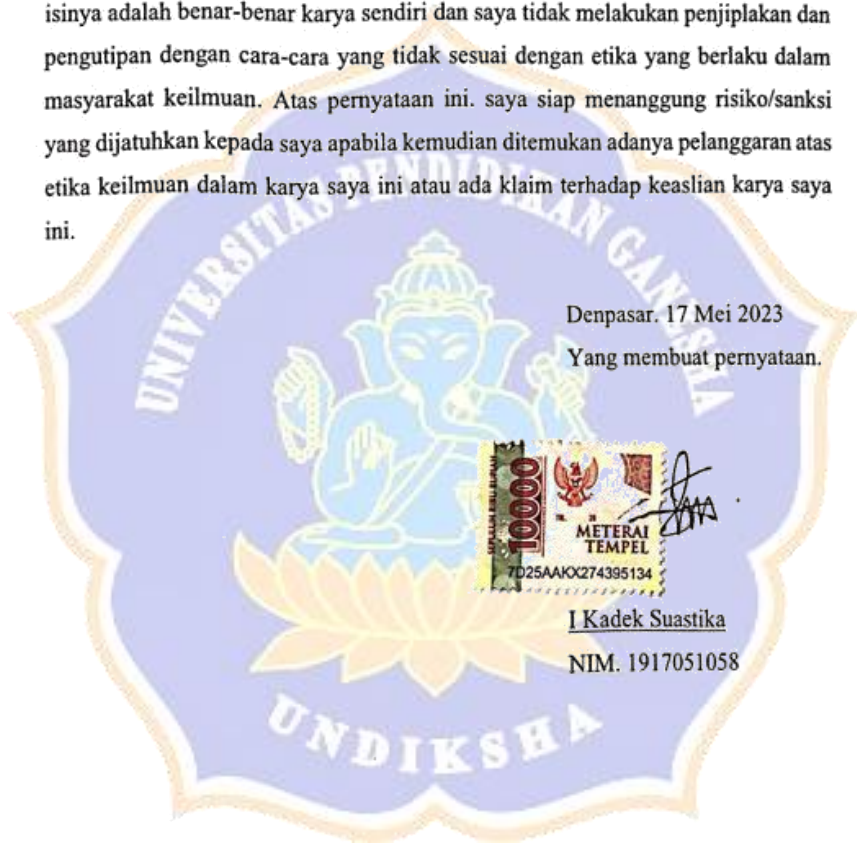 isinya adalah benar-benar karya sendiri dan saya tidak melakukan penjiplakan dan
pengutipan dengan cara-cara yang tidak sesuai dengan etika yang berlaku dalam
masyarakat keilmuan. Atas pernyataan ini. saya siap menanggung risiko/sanksi
yang dijatuhkan kepada saya apabila kemudian ditemukan adanya pelanggaran atas
etika keilmuan dalam karya saya ini atau ada klaim terhadap keaslian karya saya
ini.
UNIVERSITAS PENDIDIKAN GANESHA
Denpasar. 17 Mei 2023
Yang membuat pernyataan.
SEPULUH RIBU RUPIAH
10000
METERAI
TEMPEL
7D25AAKX274395134
I Kadek Suastika
NIM. 1917051058
UNDIKSHA